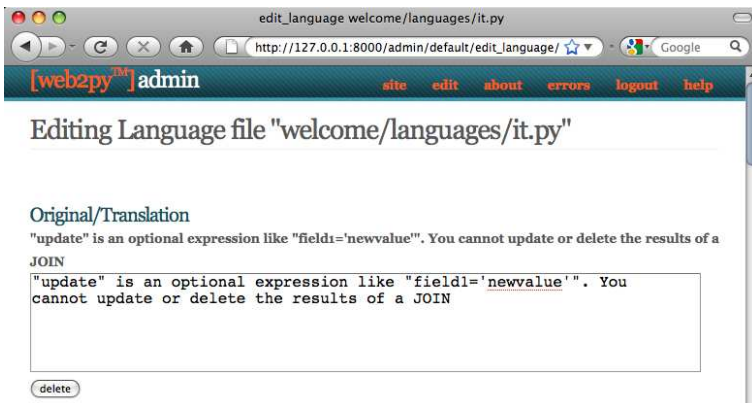 edit_language welcome/languages/it.py
http://127.0.0.1:8000/admin/default/edit_language/
Google
[web2py™]admin
site edit about errors logout help
Editing Language file "welcome/languages/it.py"
Original/Translation
"update" is an optional expression like "field1='newvalue'". You cannot update or delete the results of a
JOIN
"update" is an optional expression like "field1='newvalue'". You
cannot update or delete the results of a JOIN
delete